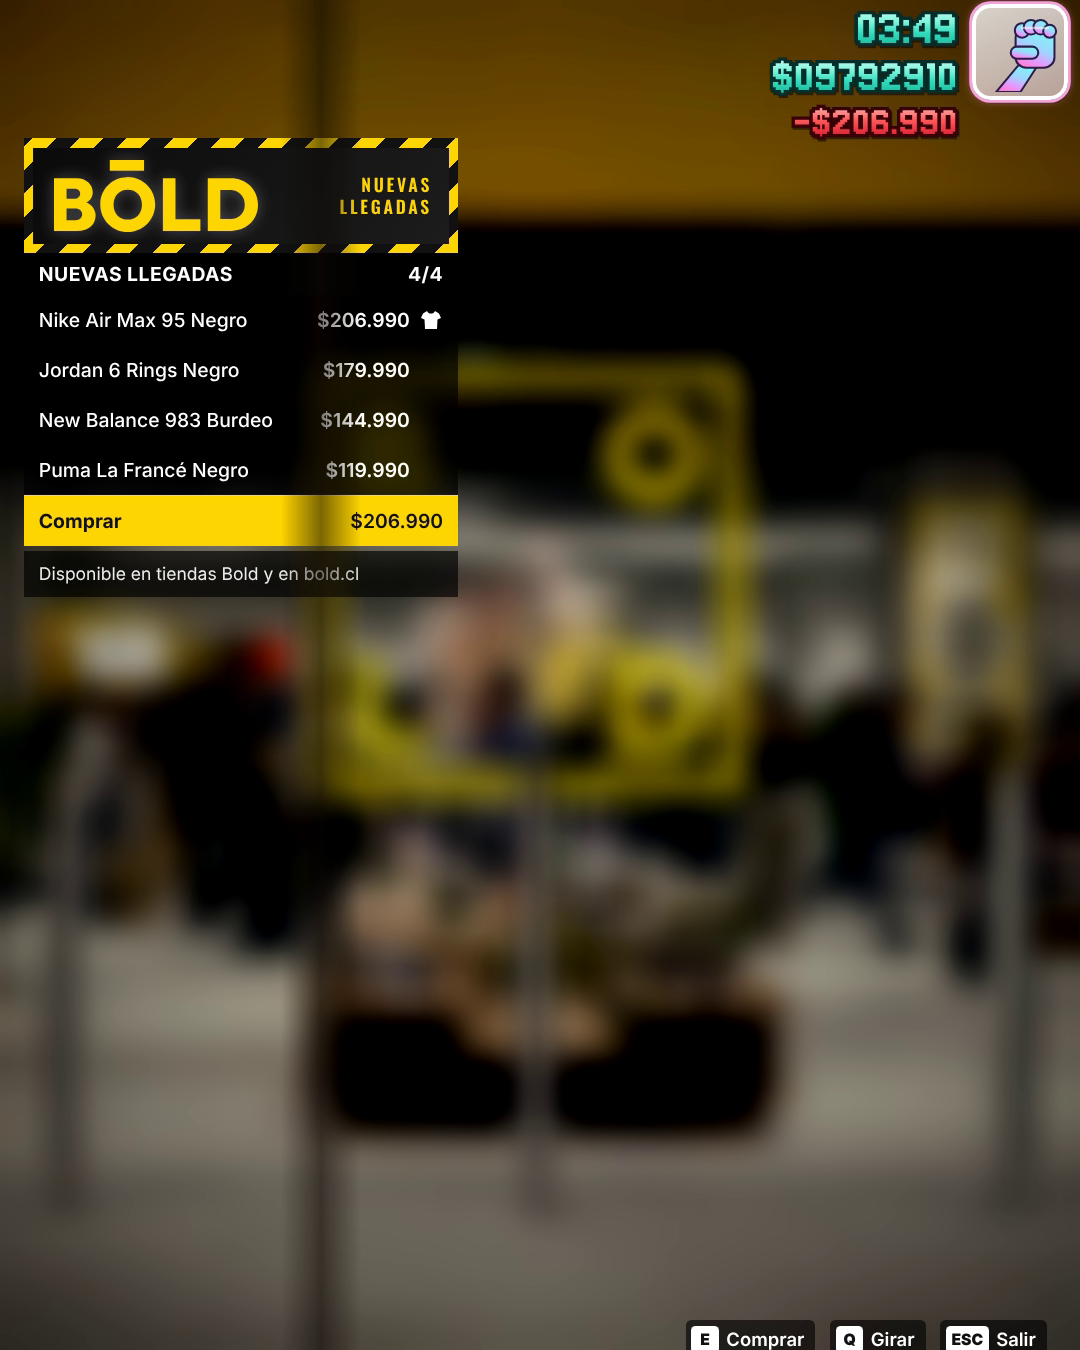 03:49
$09792910
-$206.990
BŌLD
NUEVAS
LLEGADAS
NUEVAS LLEGADAS 4/4
Nike Air Max 95 Negro $206.990
Jordan 6 Rings Negro $179.990
New Balance 983 Burdeo $144.990
Puma La Francé Negro $119.990
Comprar $206.990
Disponible en tiendas Bold y en bold.cl
E Comprar Q Girar ESC Salir